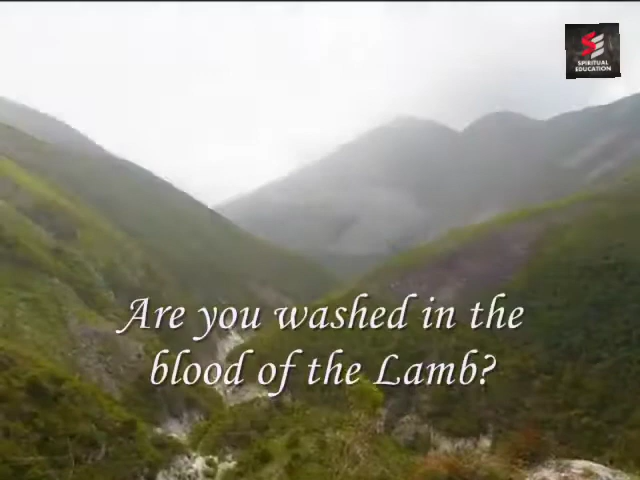 SPIRITUAL
EDUCATION
Are you washed in the
blood of the Lamb?